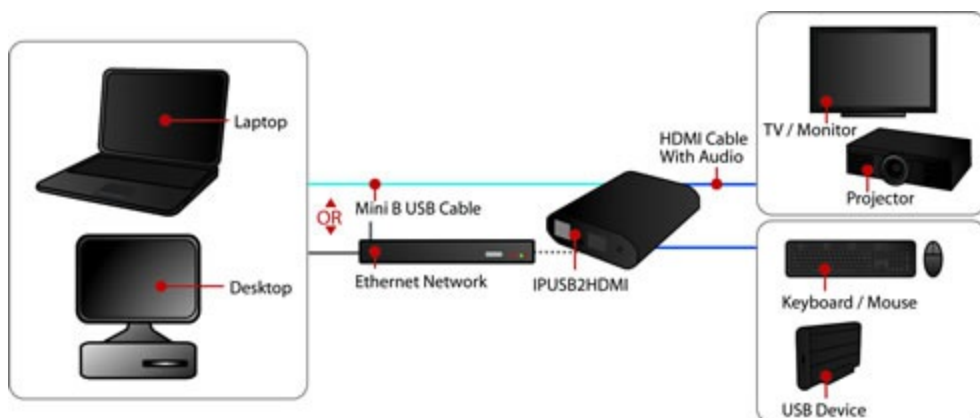 Laptop
Desktop
OR
Mini B USB Cable
Ethernet Network
IPUSB2HDMI
HDMI Cable
With Audio
TV / Monitor
Projector
Keyboard / Mouse
USB Device